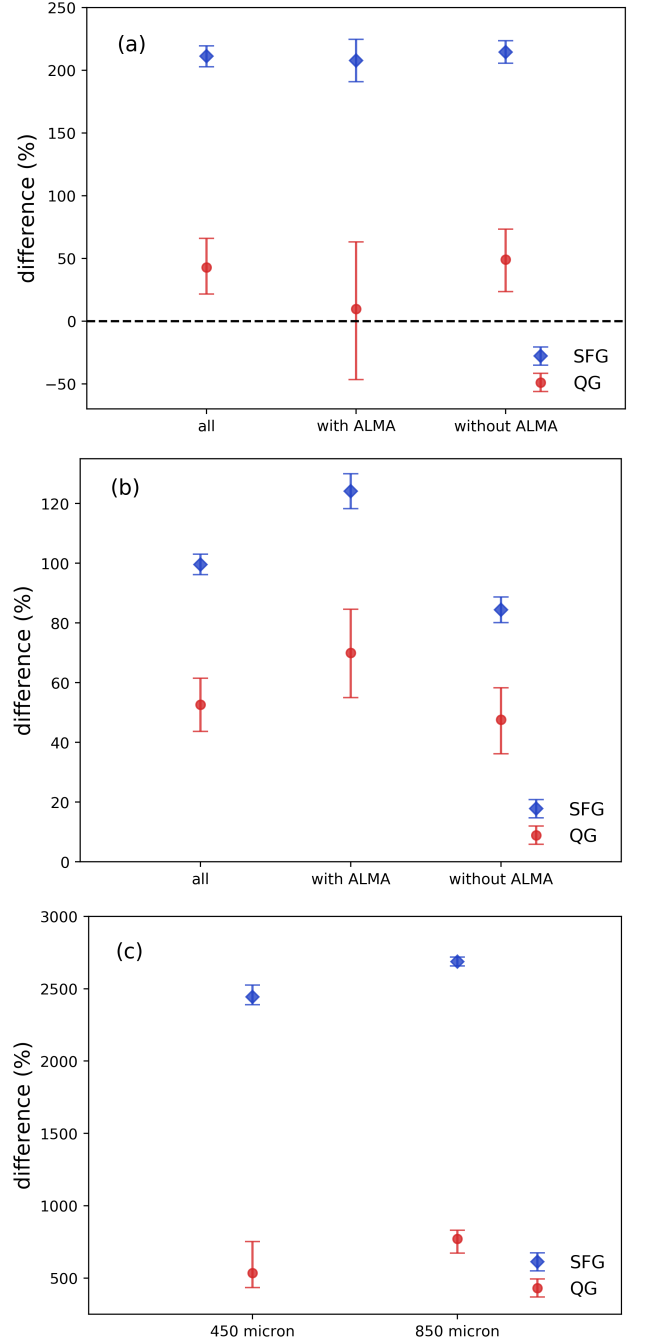 250
(a)
200
150
difference (%)
100
50
0
SFG
−50
QG
all
with ALMA
without ALMA
(b)
120
100
80
difference (%)
60
40
20
SFG
QG
0
all
with ALMA
without ALMA
3000
(c)
2500
2000
difference (%)
1500
1000
SFG
500
QG
450 micron
850 micron